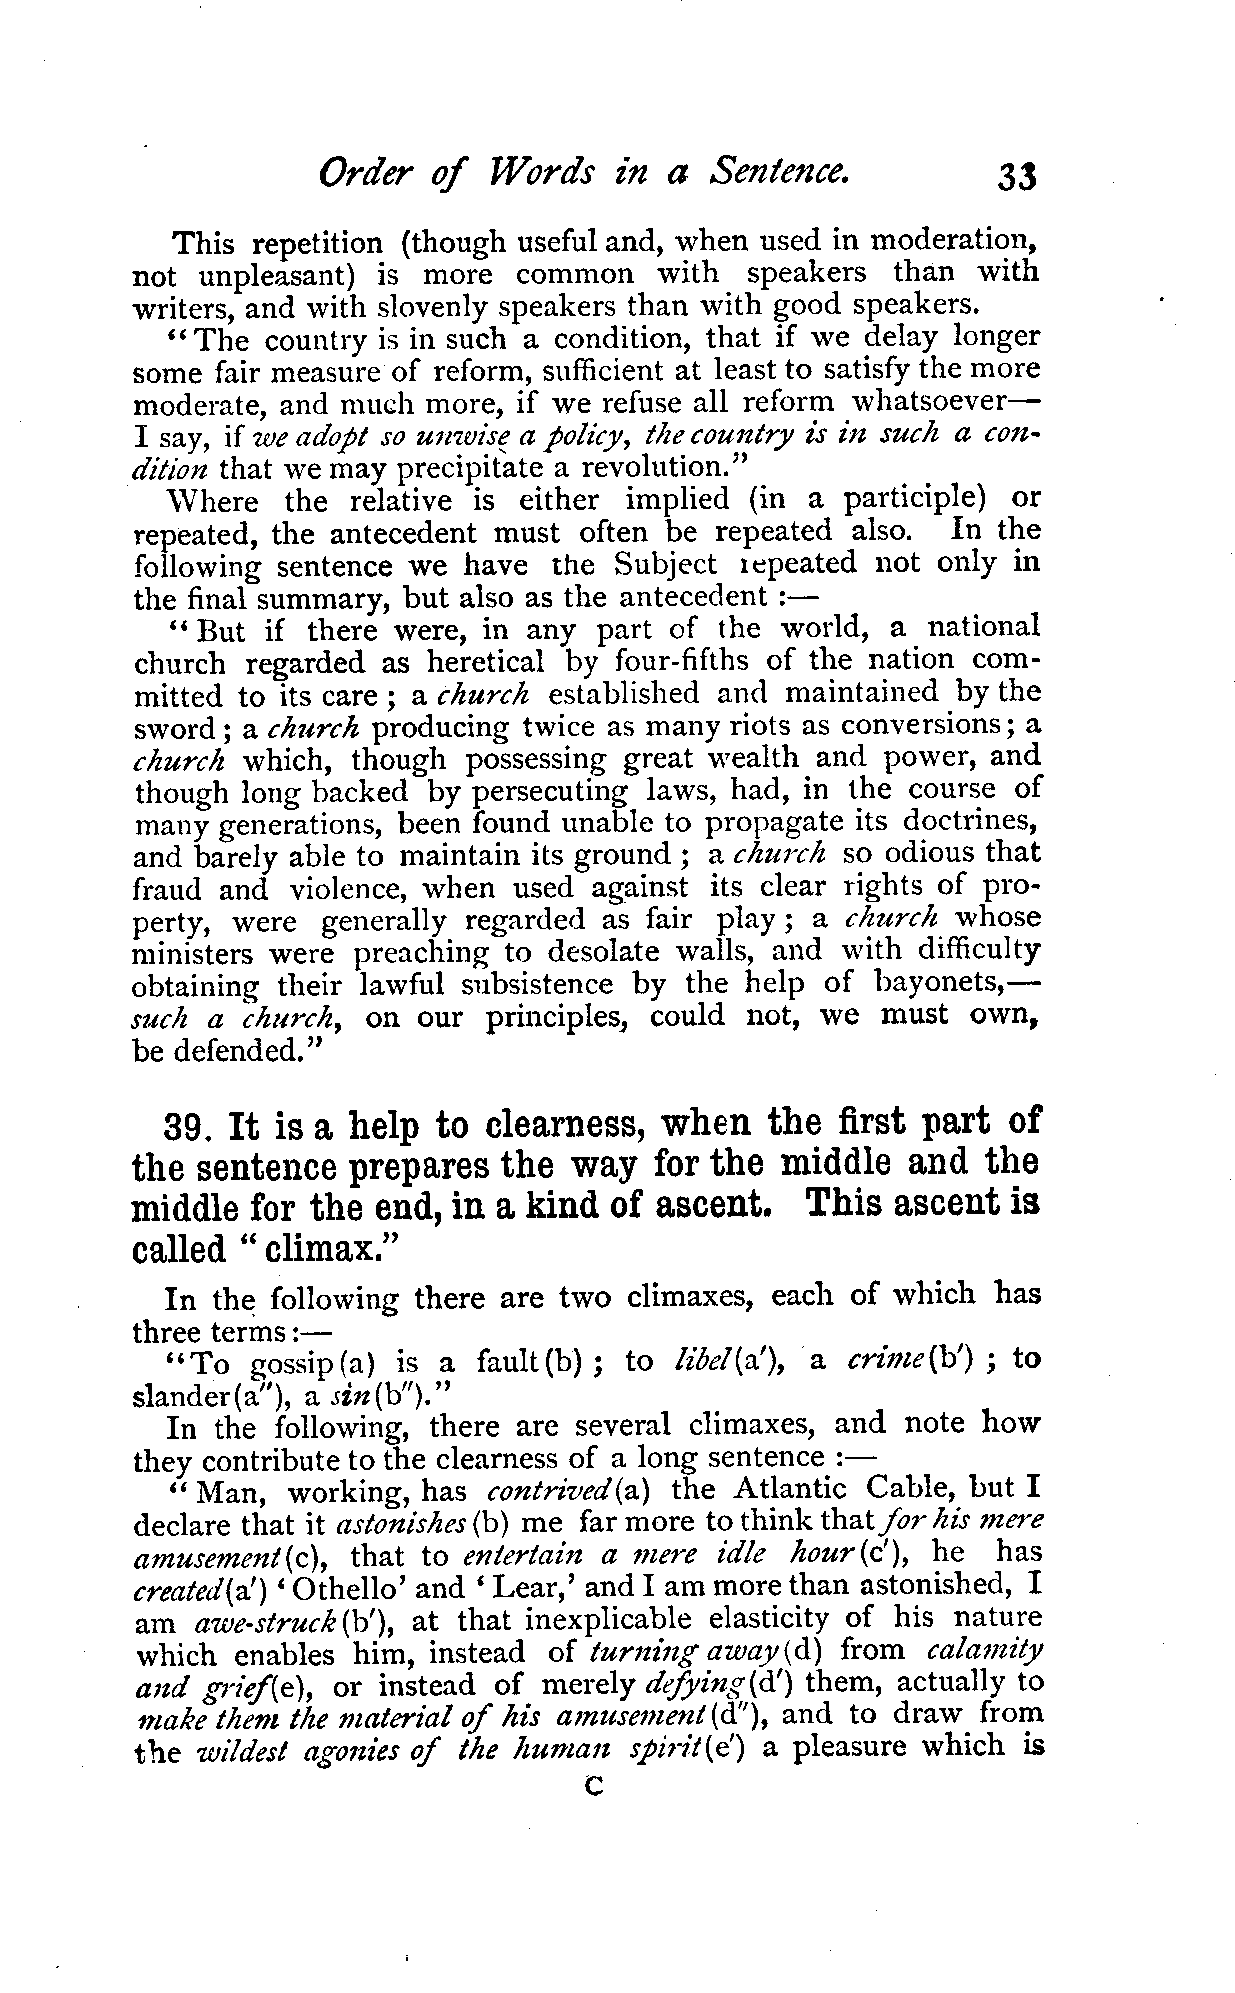 Order of Words in a Sentence. 33
This repetition (though useful and, when used in moderation,
not unpleasant) is more common with speakers than with
writers, and with slovenly speakers than with good speakers.
“The country is in such a condition, that if we delay longer
some fair measure of reform, sufficient at least to satisfy the more
moderate, and much more, if we refuse all reform whatsoever—
I say, if we adopt so unwise a policy, the country is in such a con-
dition that we may precipitate a revolution.”
Where the relative is either implied (in a participle) or
repeated, the antecedent must often be repeated also. In the
following sentence we have the Subject repeated not only in
the final summary, but also as the antecedent :—
“But if there were, in any part of the world, a national
church regarded as heretical by four-fifths of the nation com-
mitted to its care ; a church established and maintained by the
sword ; a church producing twice as many riots as conversions ; a
church which, though possessing great wealth and power, and
though long backed by persecuting laws, had, in the course of
many generations, been found unable to propagate its doctrines,
and barely able to maintain its ground ; a church so odious that
fraud and violence, when used against its clear rights of pro-
perty, were generally regarded as fair play ; a church whose
ministers were preaching to desolate walls, and with difficulty
obtaining their lawful subsistence by the help of bayonets,—
such a church, on our principles, could not, we must own,
be defended.”
39. It is a help to clearness, when the first part of
the sentence prepares the way for the middle and the
middle for the end, in a kind of ascent. This ascent is
called “climax.”
In the following there are two climaxes, each of which has
three terms :—
“To gossip (a) is a fault (b) ; to libel (a′), a crime (b′) ; to
slander (a″), a sin (b″).”
In the following, there are several climaxes, and note how
they contribute to the clearness of a long sentence :—
“Man, working, has contrived (a) the Atlantic Cable, but I
declare that it astonishes (b) me far more to think that for his mere
amusement (c), that to entertain a mere idle hour (c′), he has
created (a′) ‘Othello’ and ‘Lear,’ and I am more than astonished, I
am awe-struck (b′), at that inexplicable elasticity of his nature
which enables him, instead of turning away (d) from calamity
and grief (e), or instead of merely defying (d′) them, actually to
make them the material of his amusement (d″), and to draw from
the wildest agonies of the human spirit (e′) a pleasure which is
C